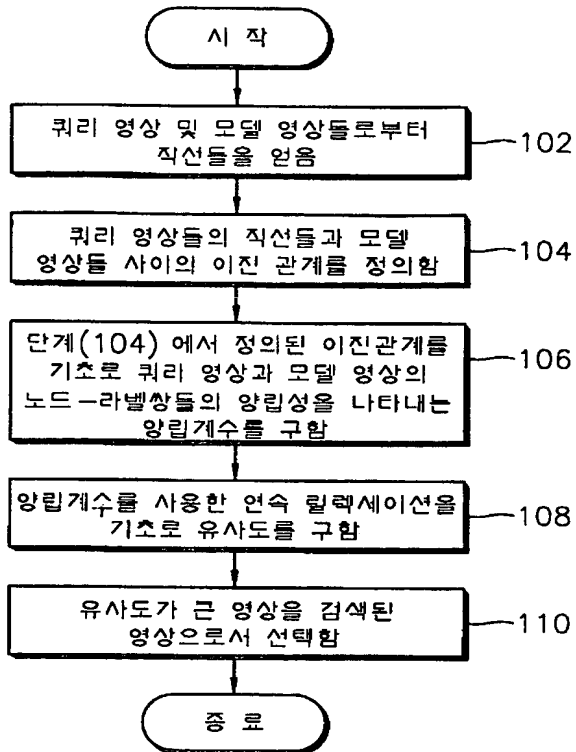 시 작
쿼리 영상 및 모델 영상들로부터
직선들을 얻음
102
쿼리 영상들의 직선들과 모델
영상들 사이의 이진 관계를 정의함
104
단계(104) 에서 정의된 이진관계를
기초로 쿼리 영상과 모델 영상의
노드-라벨쌍들의 양립성을 나타내는
양립계수를 구함
106
양립계수를 사용한 연속 릴렉세이션을
기초로 유사도를 구함
108
유사도가 큰 영상을 검색된
영상으로서 선택함
110
종 료